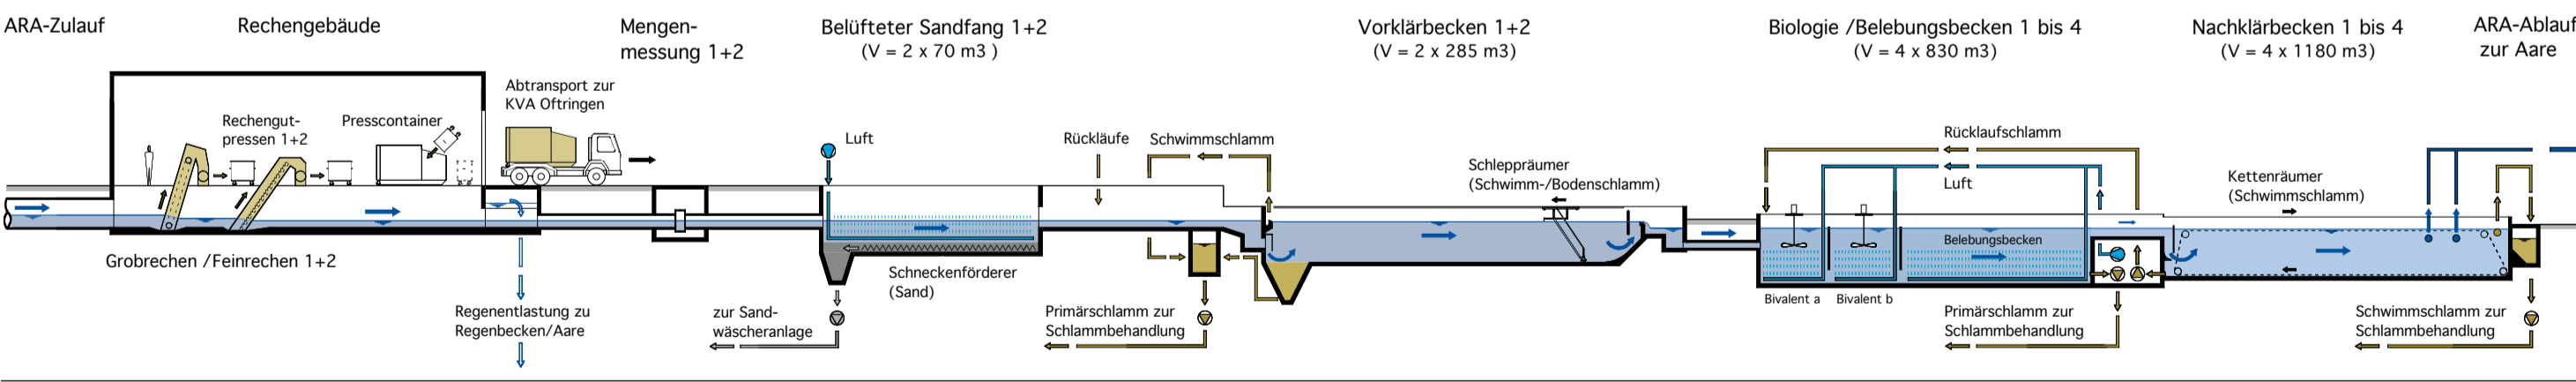 ARA-Zulauf
Rechengebäude
Mengen-
messung 1+2
Belüfteter Sandfang 1+2
(V = 2 x 70 m3 )
Vorklärbecken 1+2
(V = 2 x 285 m3)
Biologie /Belebungsbecken 1 bis 4
(V = 4 x 830 m3)
Nachklärbecken 1 bis 4
(V = 4 x 1180 m3)
ARA-Ablauf
zur Aare
Rechengut-
pressen 1+2
Presscontainer
Abtransport zur
KVA Oftringen
Luft
Rückläufe
Schwimmschlamm
Schleppräumer
(Schwimm-/Bodenschlamm)
Rücklaufschlamm
Luft
Kettenräumer
(Schwimmschlamm)
Belebungsbecken
Grobrechen /Feinrechen 1+2
Schneckenförderer
(Sand)
Bivalent a
Bivalent b
Regenentlastung zu
Regenbecken/Aare
zur Sand-
wäscheranlage
Primärschlamm zur
Schlammbehandlung
Primärschlamm zur
Schlammbehandlung
Schwimmschlamm zur
Schlammbehandlung